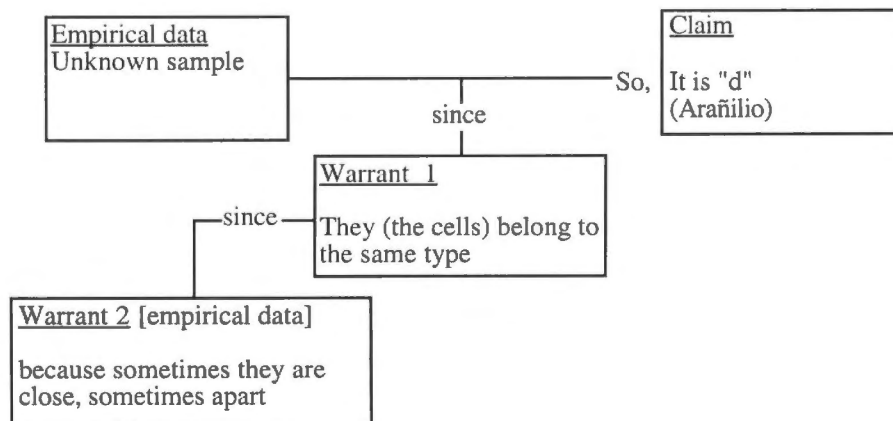 Empirical data
Unknown sample
Claim
So,
It is "d"
(Arañilio)
since
Warrant 1
They (the cells) belong to
the same type
since
Warrant 2 [empirical data]
because sometimes they are
close, sometimes apart